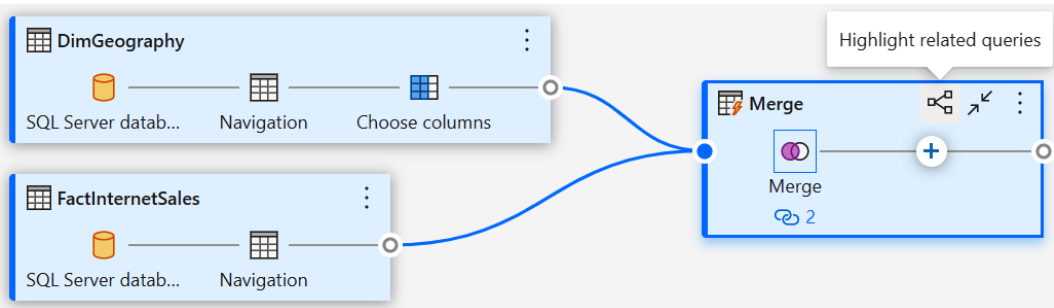 DimGeography
SQL Server datab...
Navigation
Choose columns
FactInternetSales
SQL Server datab...
Navigation
Highlight related queries
Merge
Merge
2